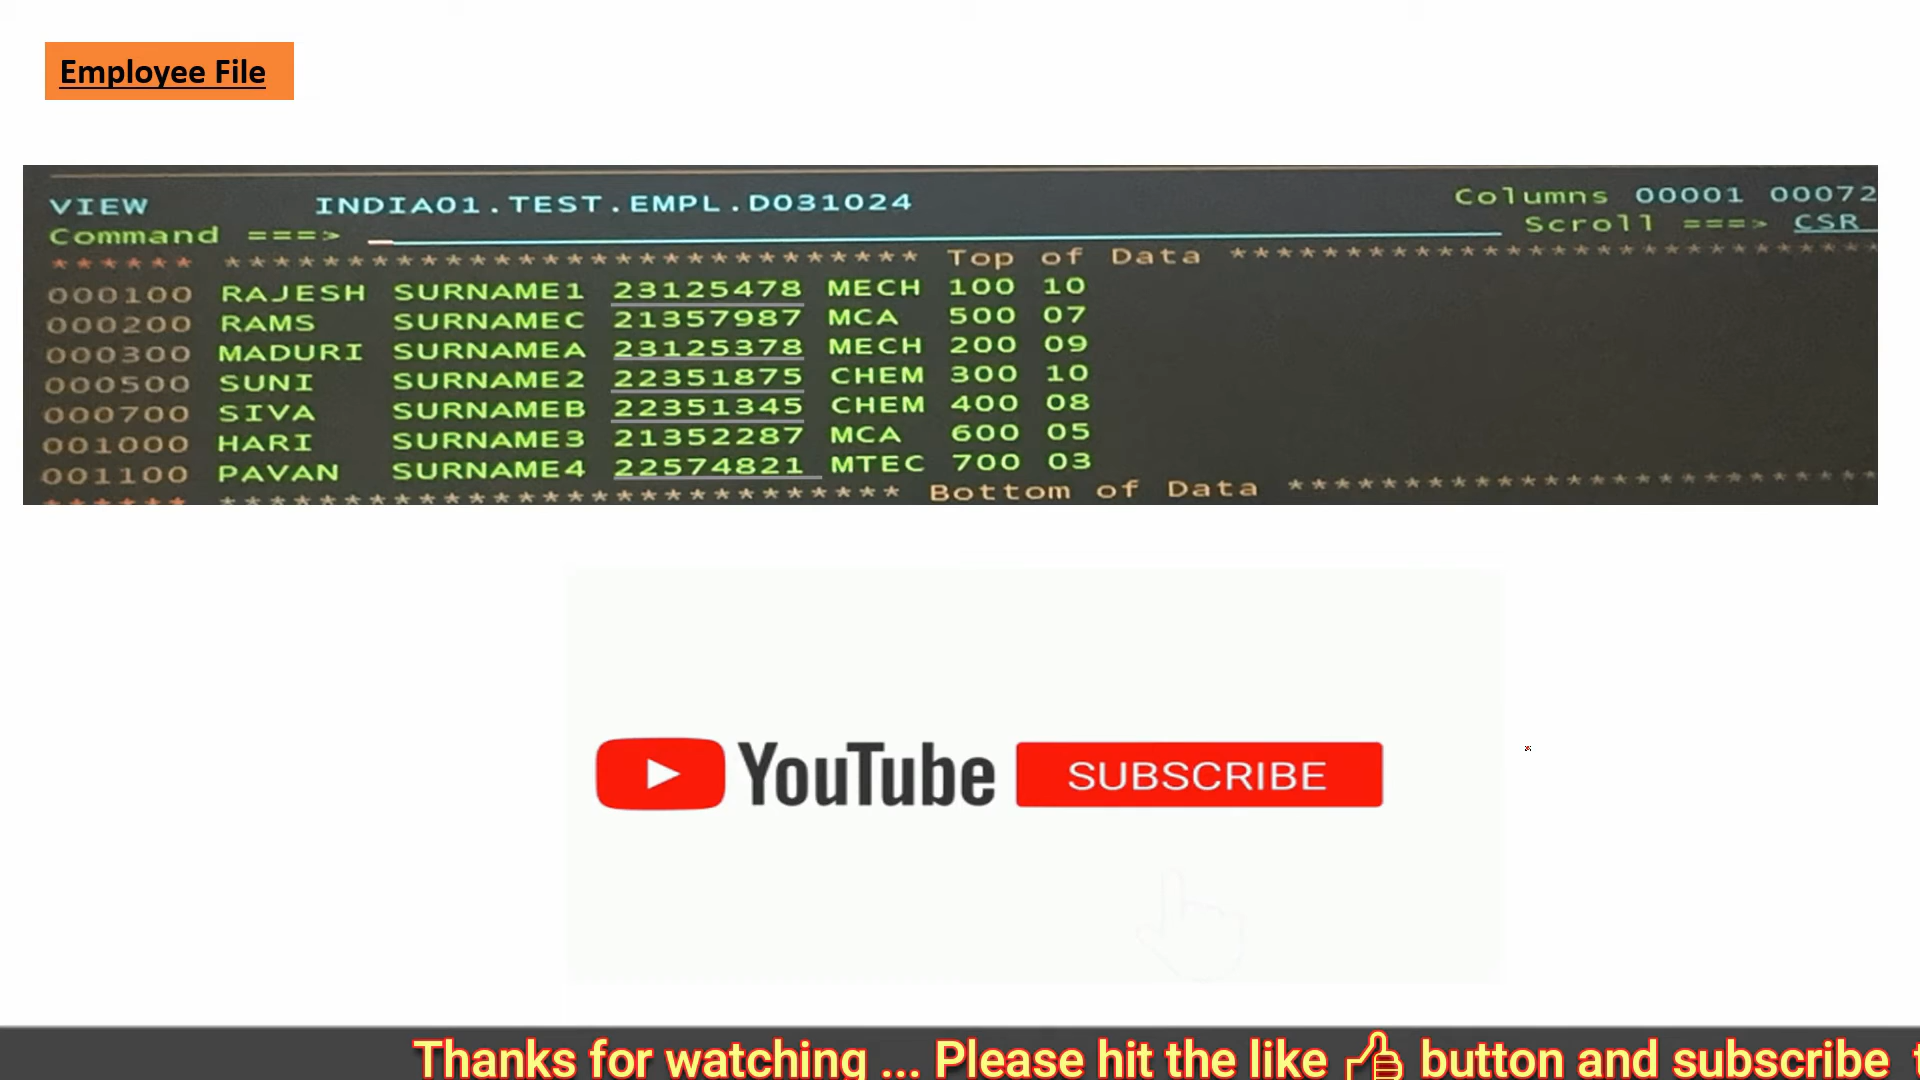 Employee File
VIEW INDIA01.TEST.EMPL.D031024 Columns 00001 00072
Command ===> Scroll ===> CSR
****** ****************************** Top of Data ******************************
000100 RAJESH SURNAME1 23125478 MECH 100 10
000200 RAMS SURNAMEC 21357987 MCA 500 07
000300 MADURI SURNAMEA 23125378 MECH 200 09
000500 SUNI SURNAME2 22351875 CHEM 300 10
000700 SIVA SURNAMEB 22351345 CHEM 400 08
001000 HARI SURNAME3 21352287 MCA 600 05
001100 PAVAN SURNAME4 22574821 MTEC 700 03
****** ***************************** Bottom of Data *****************************
YouTube SUBSCRIBE
Thanks for watching ... Please hit the like 👍 button and subscribe t